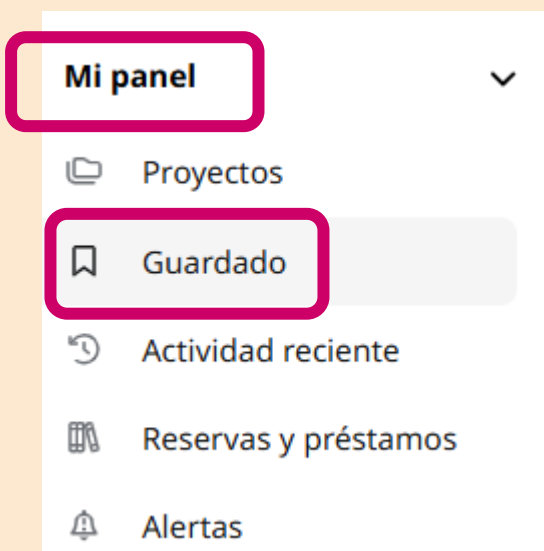 Mi panel
Proyectos
Guardado
Actividad reciente
Reservas y préstamos
Alertas